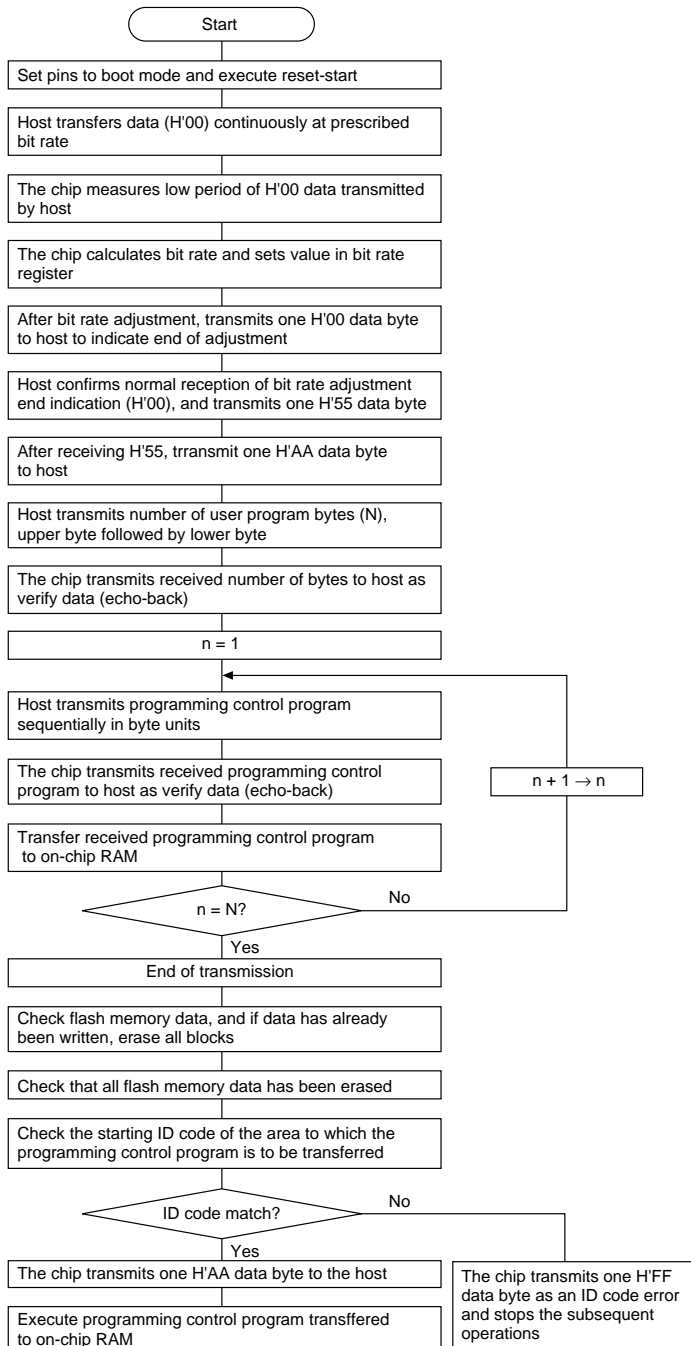 Start
Set pins to boot mode and execute reset-start
Host transfers data (H'00) continuously at prescribed
bit rate
The chip measures low period of H'00 data transmitted
by host
The chip calculates bit rate and sets value in bit rate
register
After bit rate adjustment, transmits one H'00 data byte
to host to indicate end of adjustment
Host confirms normal reception of bit rate adjustment
end indication (H'00), and transmits one H'55 data byte
After receiving H'55, trransmit one H'AA data byte
to host
Host transmits number of user program bytes (N),
upper byte followed by lower byte
The chip transmits received number of bytes to host as
verify data (echo-back)
n = 1
Host transmits programming control program
sequentially in byte units
The chip transmits received programming control
program to host as verify data (echo-back)
n + 1 → n
Transfer received programming control program
to on-chip RAM
n = N?
No
Yes
End of transmission
Check flash memory data, and if data has already
been written, erase all blocks
Check that all flash memory data has been erased
Check the starting ID code of the area to which the
programming control program is to be transferred
ID code match?
No
Yes
The chip transmits one H'AA data byte to the host
Execute programming control program transffered
to on-chip RAM
The chip transmits one H'FF
data byte as an ID code error
and stops the subsequent
operations